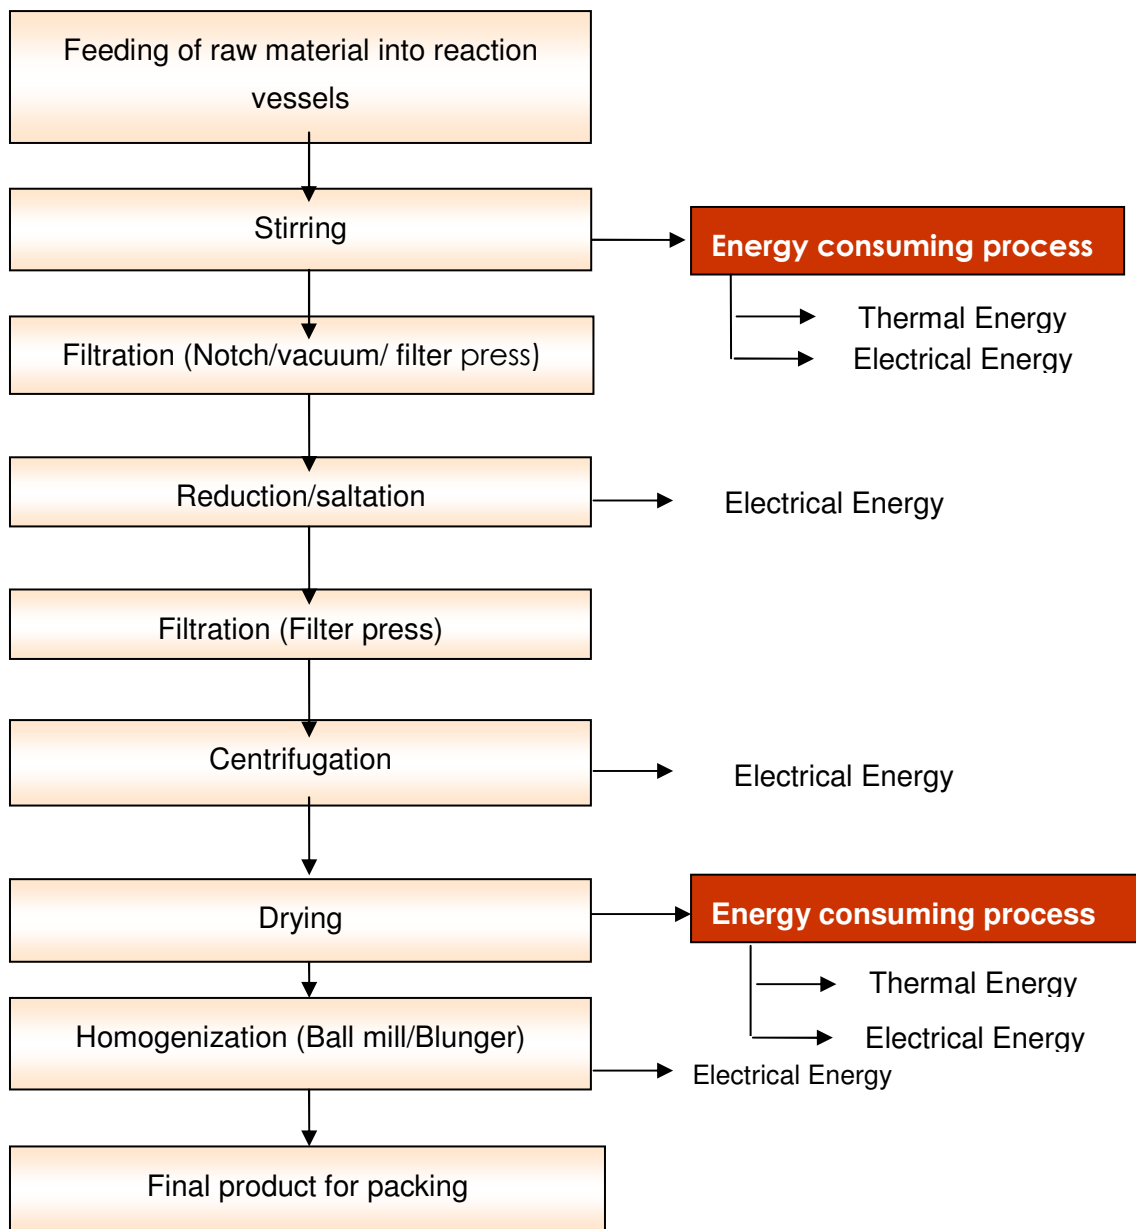 Feeding of raw material into reaction
vessels
Stirring
Energy consuming process
Thermal Energy
Electrical Energy
Filtration (Notch/vacuum/ filter press)
Reduction/saltation
Electrical Energy
Filtration (Filter press)
Centrifugation
Electrical Energy
Drying
Energy consuming process
Thermal Energy
Electrical Energy
Homogenization (Ball mill/Blunger)
Electrical Energy
Final product for packing